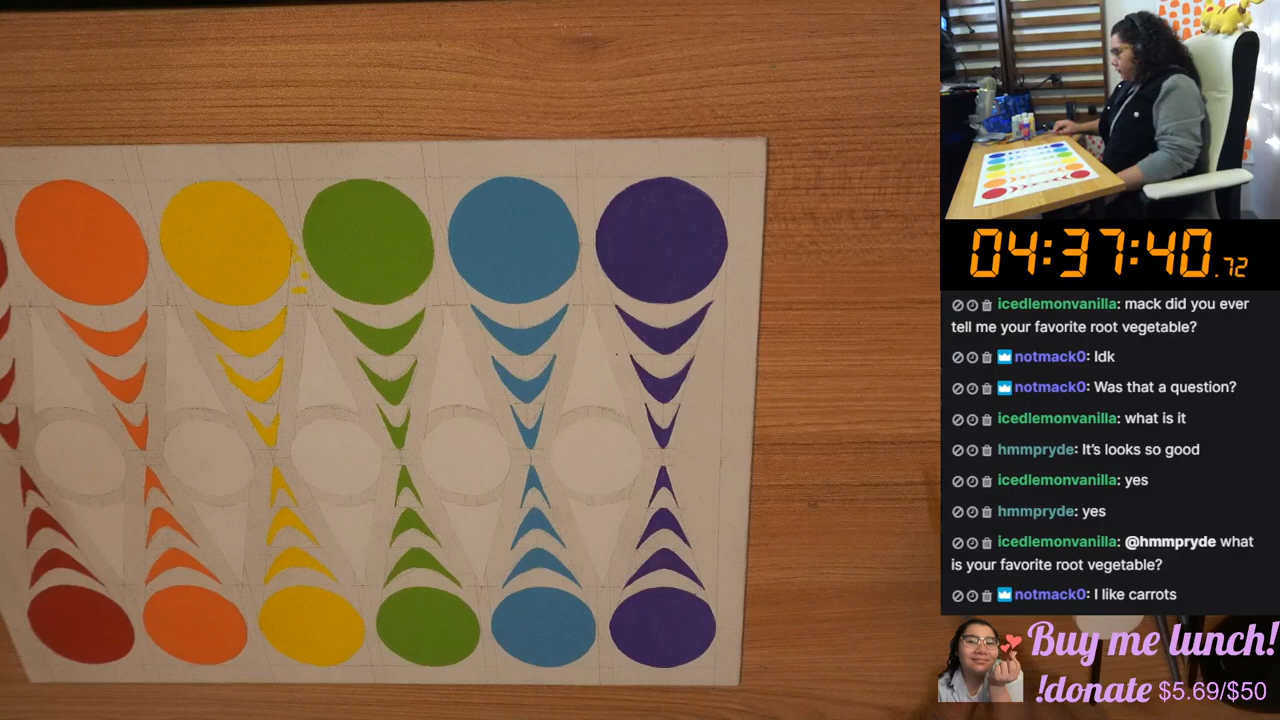 04:37:40.72
icedlemonvanilla: mack did you ever
tell me your favorite root vegetable?
notmack0: Idk
notmack0: Was that a question?
icedlemonvanilla: what is it
hmmpryde: It's looks so good
icedlemonvanilla: yes
hmmpryde: yes
icedlemonvanilla: @hmmpryde what
is your favorite root vegetable?
notmack0: I like carrots
Buy me lunch!
!donate $5.69/$50